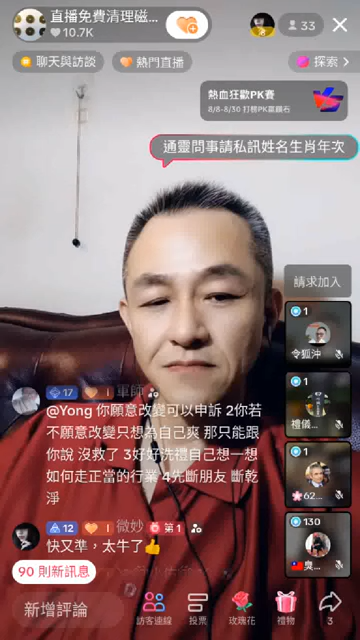 直播免費清理磁...
10.7K
33
聊天與訪談
熱門直播
探索 >
熱血狂歡PK賽
8/8-8/30 打榜PK贏鑽石
通靈問事請私訊姓名生肖年次
請求加入
1
令狐沖
1
禮儀...
1
62...
130
臭...
17
I 軍師
@Yong 你願意改變可以申訴 2你若
不願意改變只想為自己爽 那只能跟
你說 沒救了 3好好洗禮自己想一想
如何走正當的行業 4先斷朋友 斷乾
淨
12
I 微妙 第1
快又準，太牛了👍
90 則新訊息
新增評論
訪客連線
投票
玫瑰花
禮物
3